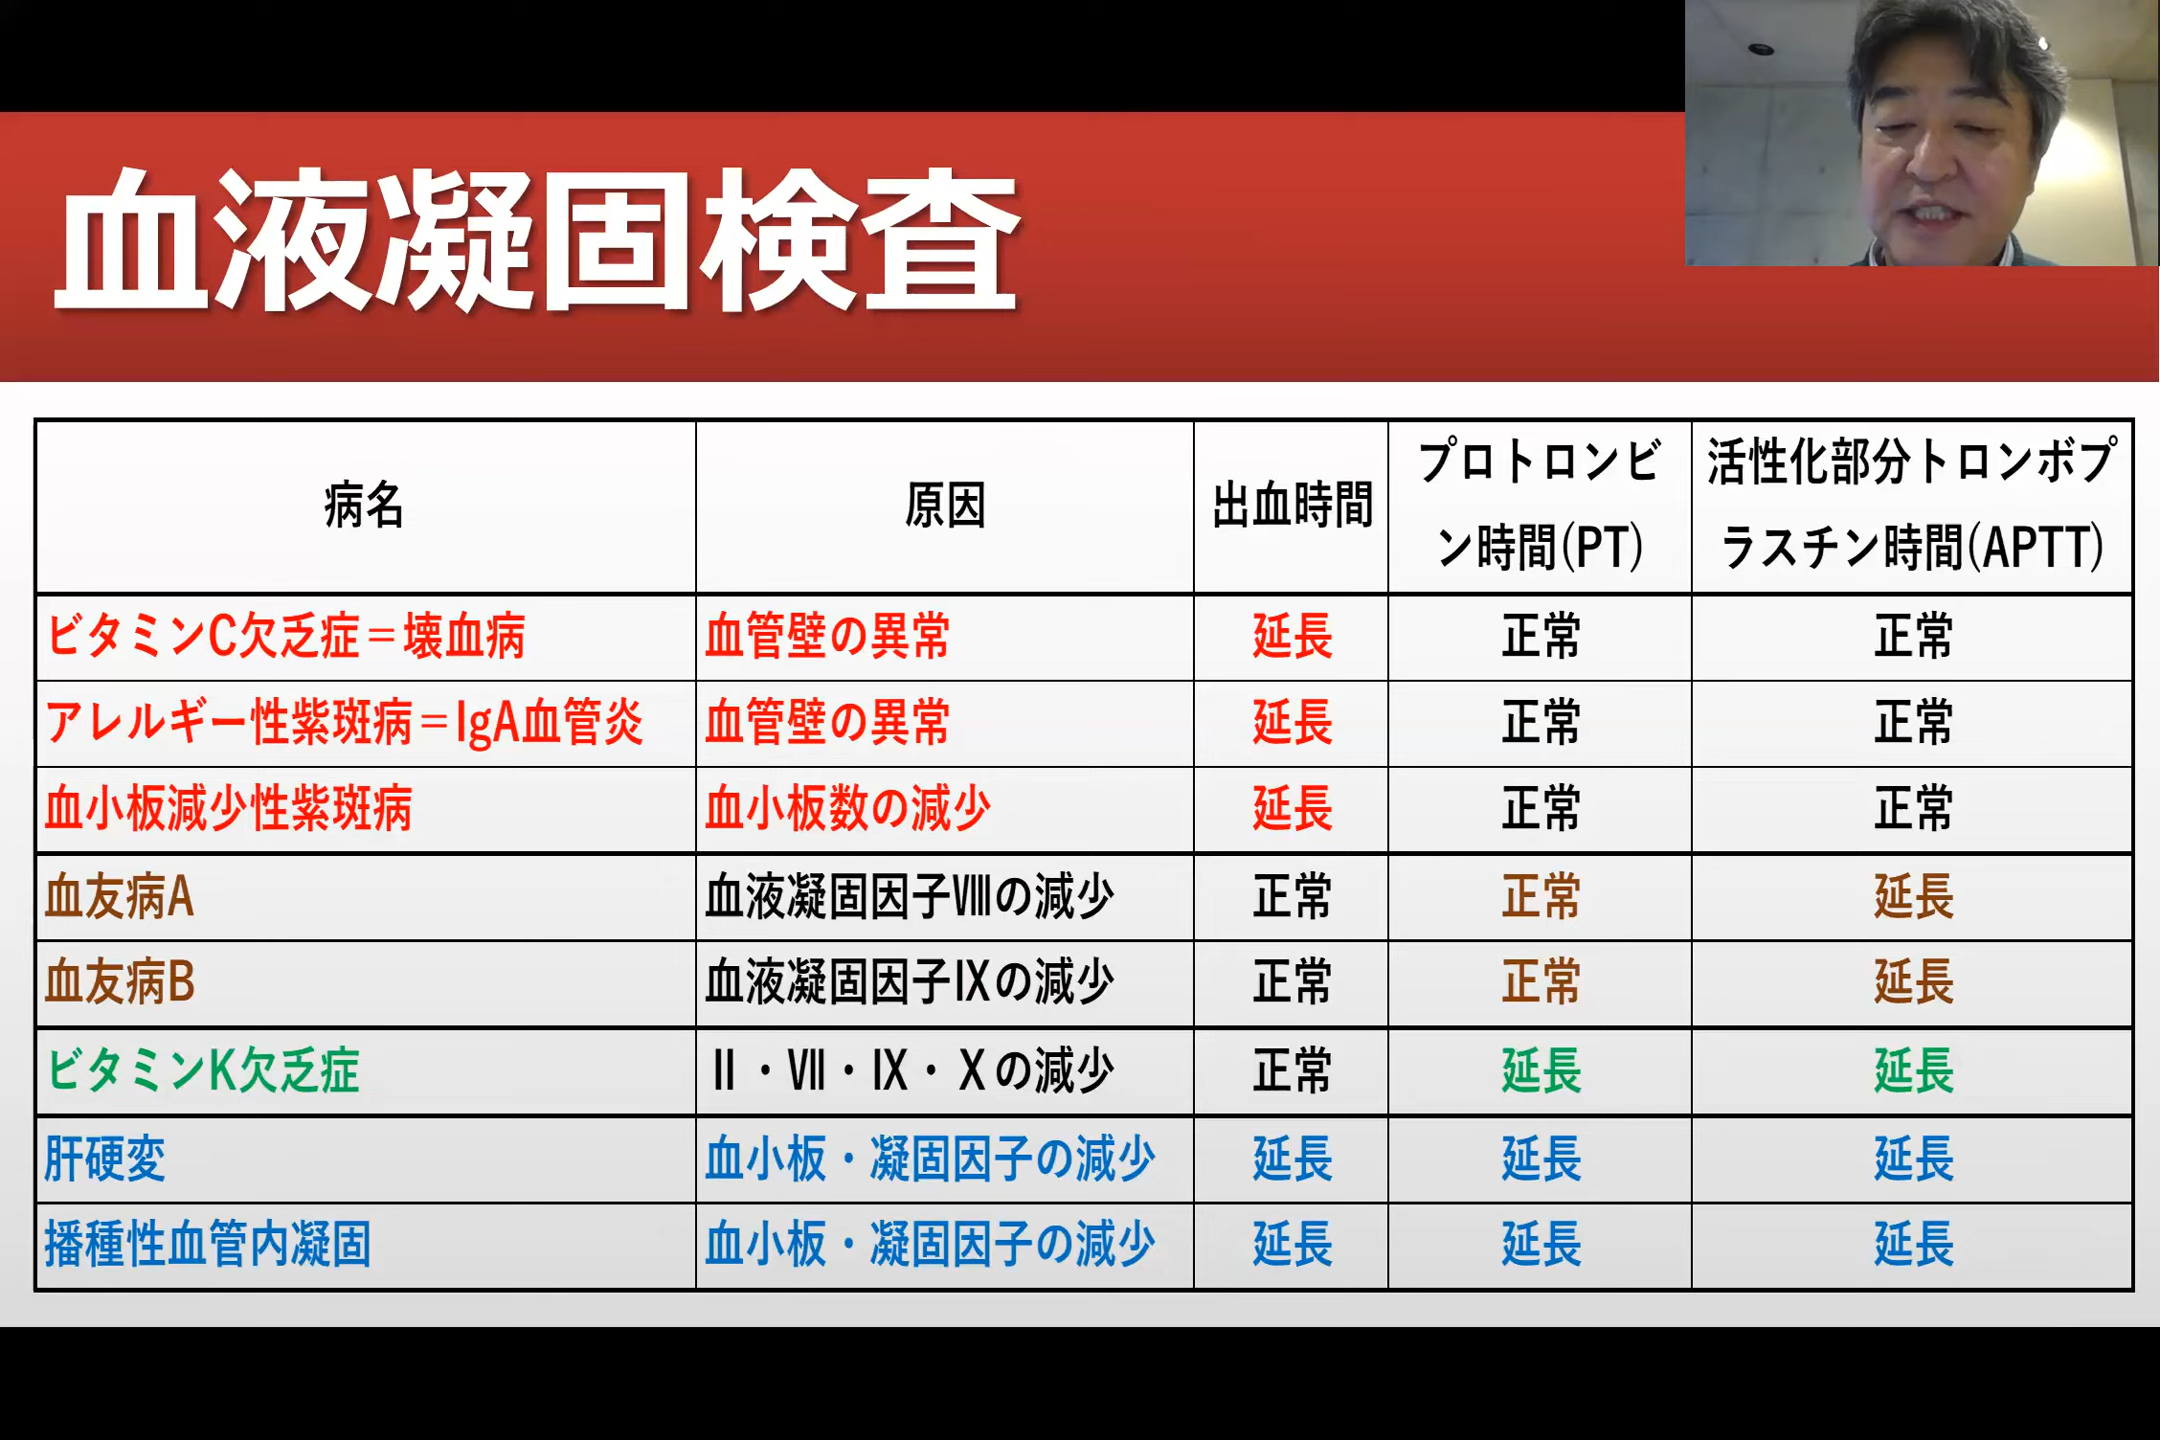 血液凝固検査
病名 原因 出血時間 プロトロンビン時間(PT) 活性化部分トロンボプラスチン時間(APTT)
ビタミンC欠乏症＝壊血病 血管壁の異常 延長 正常 正常
アレルギー性紫斑病＝IgA血管炎 血管壁の異常 延長 正常 正常
血小板減少性紫斑病 血小板数の減少 延長 正常 正常
血友病A 血液凝固因子Ⅷの減少 正常 正常 延長
血友病B 血液凝固因子Ⅸの減少 正常 正常 延長
ビタミンK欠乏症 Ⅱ・Ⅶ・Ⅸ・Ⅹの減少 正常 延長 延長
肝硬変 血小板・凝固因子の減少 延長 延長 延長
播種性血管内凝固 血小板・凝固因子の減少 延長 延長 延長